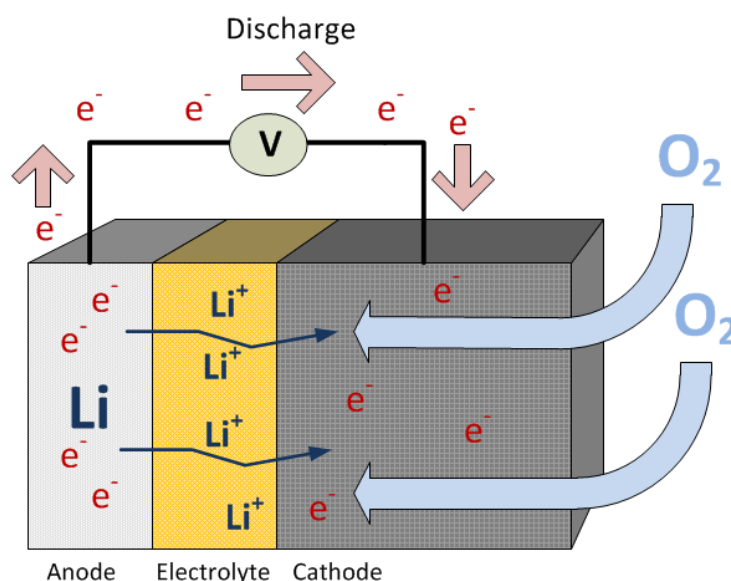 Discharge
e⁻ e⁻ e⁻ e⁻
V
O₂
e⁻
e⁻ Li⁺ e⁻
O₂
e⁻ Li⁺
Li e⁻
Li⁺ e⁻
e⁻
e⁻ Li⁺ e⁻
Anode Electrolyte Cathode